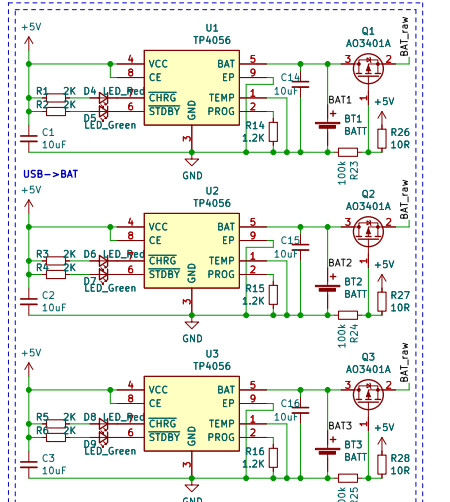 +5V
U1
TP4056
Q1
AO3401A
BAT_raw
4 VCC BAT 5
8 CE EP 9
3 2
1
R1 2K D4 LED_Red
7 CHRG TEMP 1
R2 2K
6 STDBY PROG 2
D5
LED_Green
GND
3
C14
10uF
BAT1
+5V
BT1
BATT
R14
1.2K
R26
10R
C1
10uF
100k
R23
GND
USB->BAT
+5V
U2
TP4056
Q2
AO3401A
BAT_raw
4 VCC BAT 5
8 CE EP 9
3 2
1
R3 2K D6 LED_Red
7 CHRG TEMP 1
R4 2K
6 STDBY PROG 2
D7
LED_Green
GND
3
C15
10uF
BAT2
+5V
BT2
BATT
R15
1.2K
R27
10R
C2
10uF
100k
R24
GND
+5V
U3
TP4056
Q3
AO3401A
BAT_raw
4 VCC BAT 5
8 CE EP 9
3 2
1
R5 2K D8 LED_Red
7 CHRG TEMP 1
R6 2K
6 STDBY PROG 2
D9
LED_Green
GND
3
C16
10uF
BAT3
+5V
BT3
BATT
R16
1.2K
R28
10R
C3
10uF
R25
GND